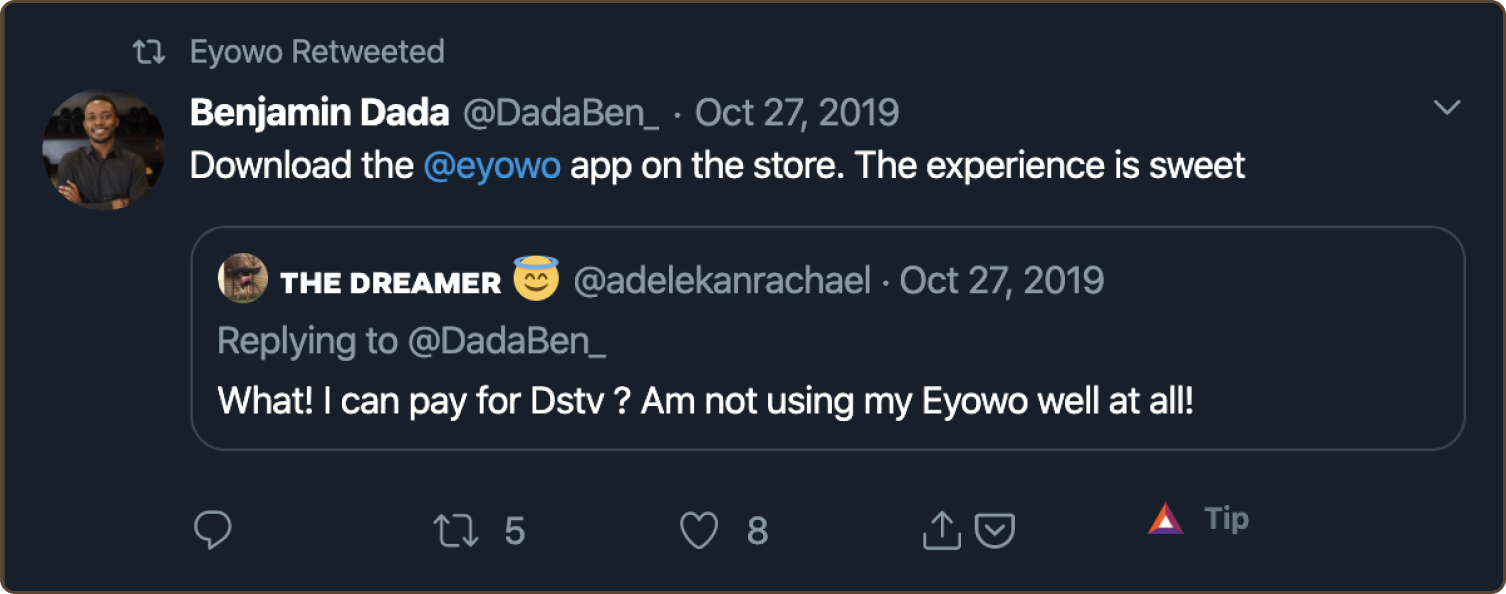 Eyowo Retweeted
Benjamin Dada @DadaBen_ · Oct 27, 2019
Download the @eyowo app on the store. The experience is sweet
THE DREAMER 😇 @adelekanrachael · Oct 27, 2019
Replying to @DadaBen_
What! I can pay for Dstv ? Am not using my Eyowo well at all!
5 8 Tip